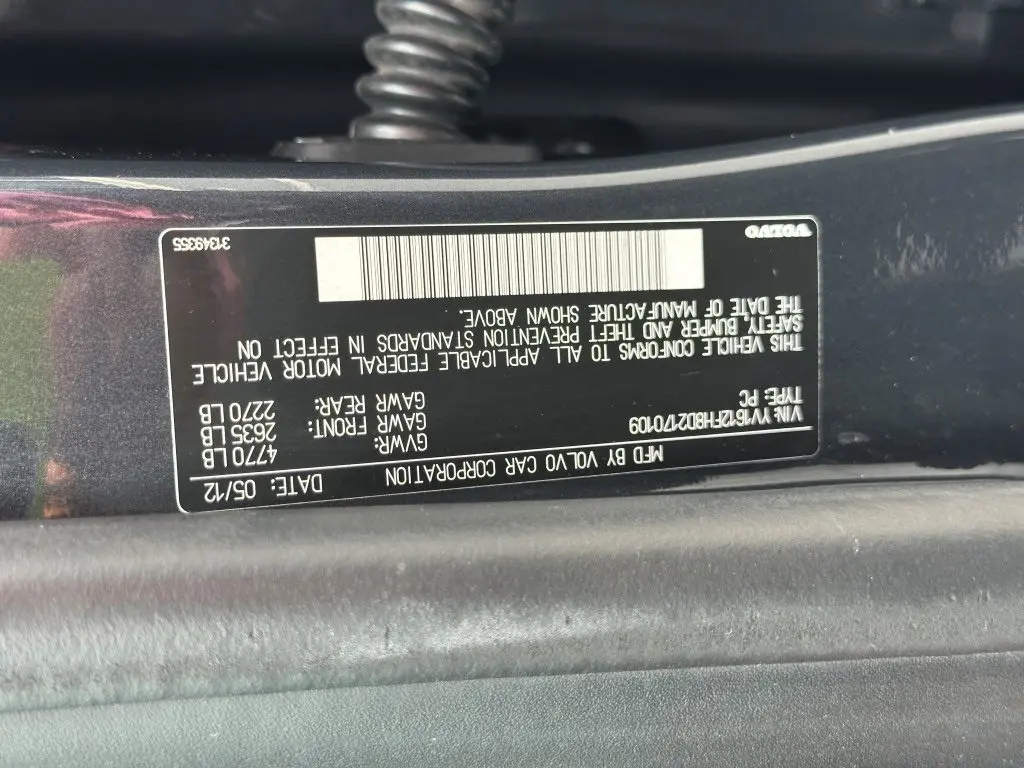 MFD BY VOLVO CAR CORPORATION DATE: 05/12
VIN: YV1612FH8D2170109 GVWR: 4770 LB
TYPE: PC GAWR FRONT: 2635 LB
GAWR REAR: 2270 LB
THIS VEHICLE CONFORMS TO ALL APPLICABLE FEDERAL MOTOR VEHICLE
SAFETY, BUMPER AND THEFT PREVENTION STANDARDS IN EFFECT ON
THE DATE OF MANUFACTURE SHOWN ABOVE.
VOLVO 31349355